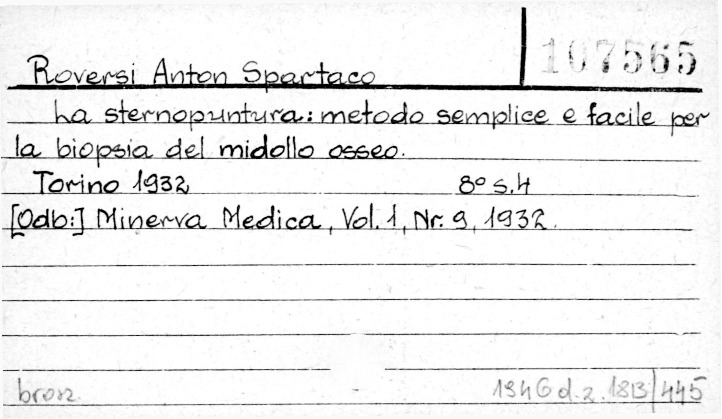 107565
Roversi Anton Spartaco
La sternopuntura: metodo semplice e facile per
la biopsia del midollo osseo.
Torino 1932 8° s.4
[Odb:] Minerva Medica, Vol. 1, Nr. 9, 1932.
brosz. 1946 d.z. 1813/445